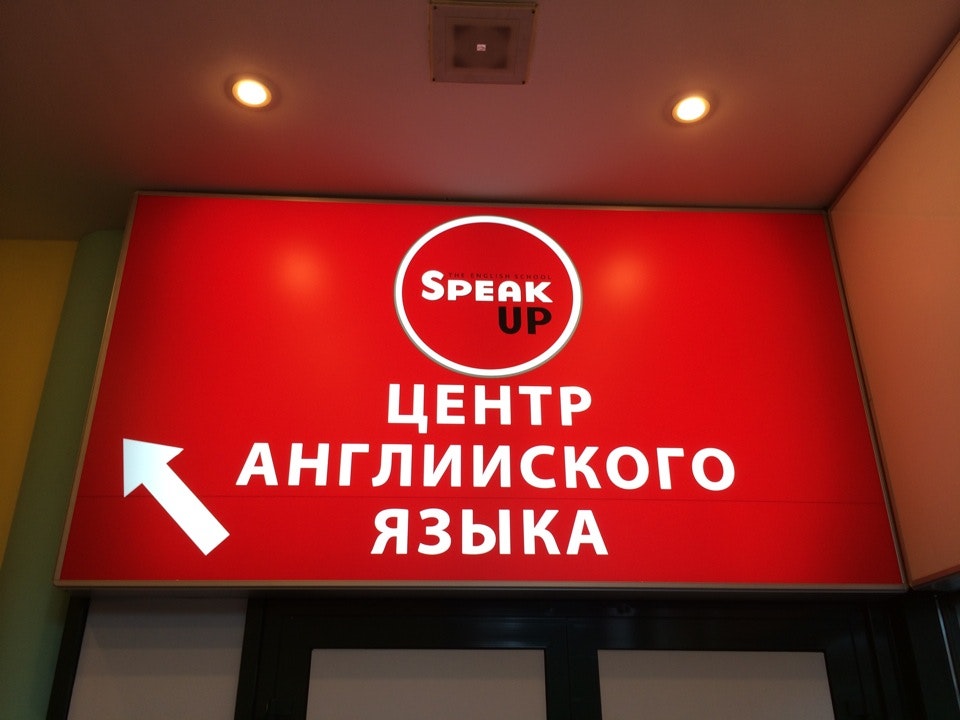 THE ENGLISH SCHOOL
SPEAK
UP
ЦЕНТР
АНГЛИИСКОГО
ЯЗЫКА